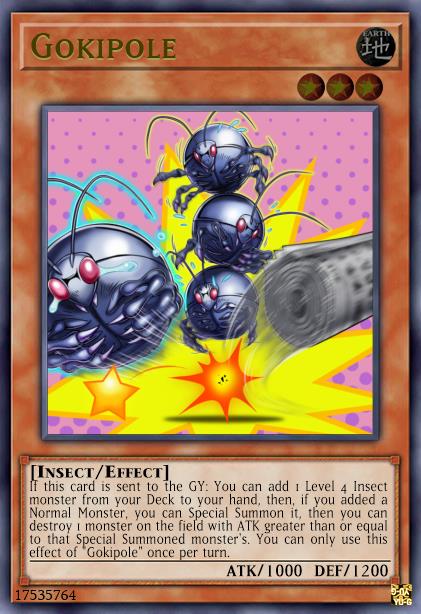 Gokipole
EARTH
地
[Insect/Effect]
If this card is sent to the GY: You can add 1 Level 4 Insect
monster from your Deck to your hand, then, if you added a
Normal Monster, you can Special Summon it, then you can
destroy 1 monster on the field with ATK greater than or equal
to that Special Summoned monster's. You can only use this
effect of "Gokipole" once per turn.
ATK/1000 DEF/1200
17535764